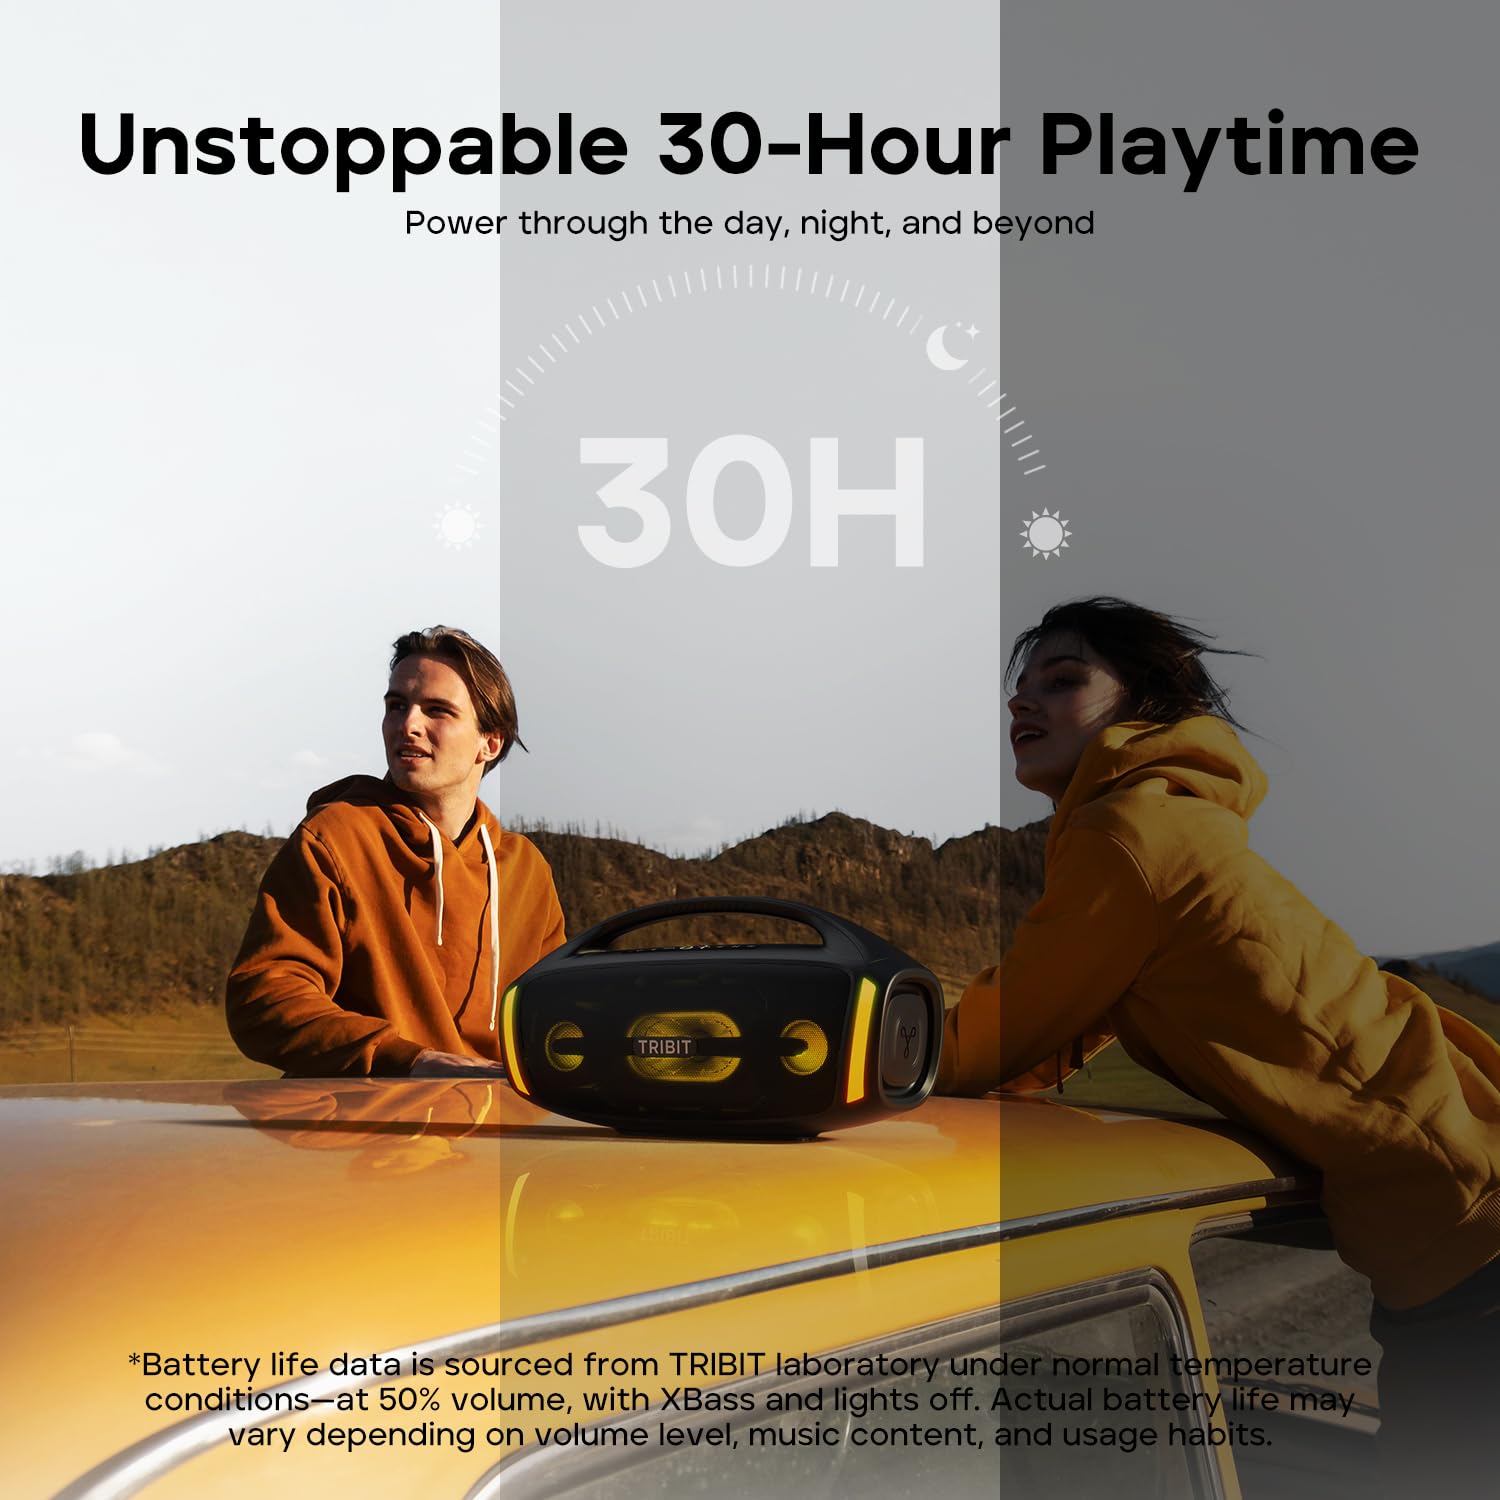 Unstoppable 30-Hour Playtime
Power through the day, night, and beyond
30H
TRIBIT
*Battery life data is sourced from TRIBIT laboratory under normal temperature
conditions—at 50% volume, with XBass and lights off. Actual battery life may
vary depending on volume level, music content, and usage habits.